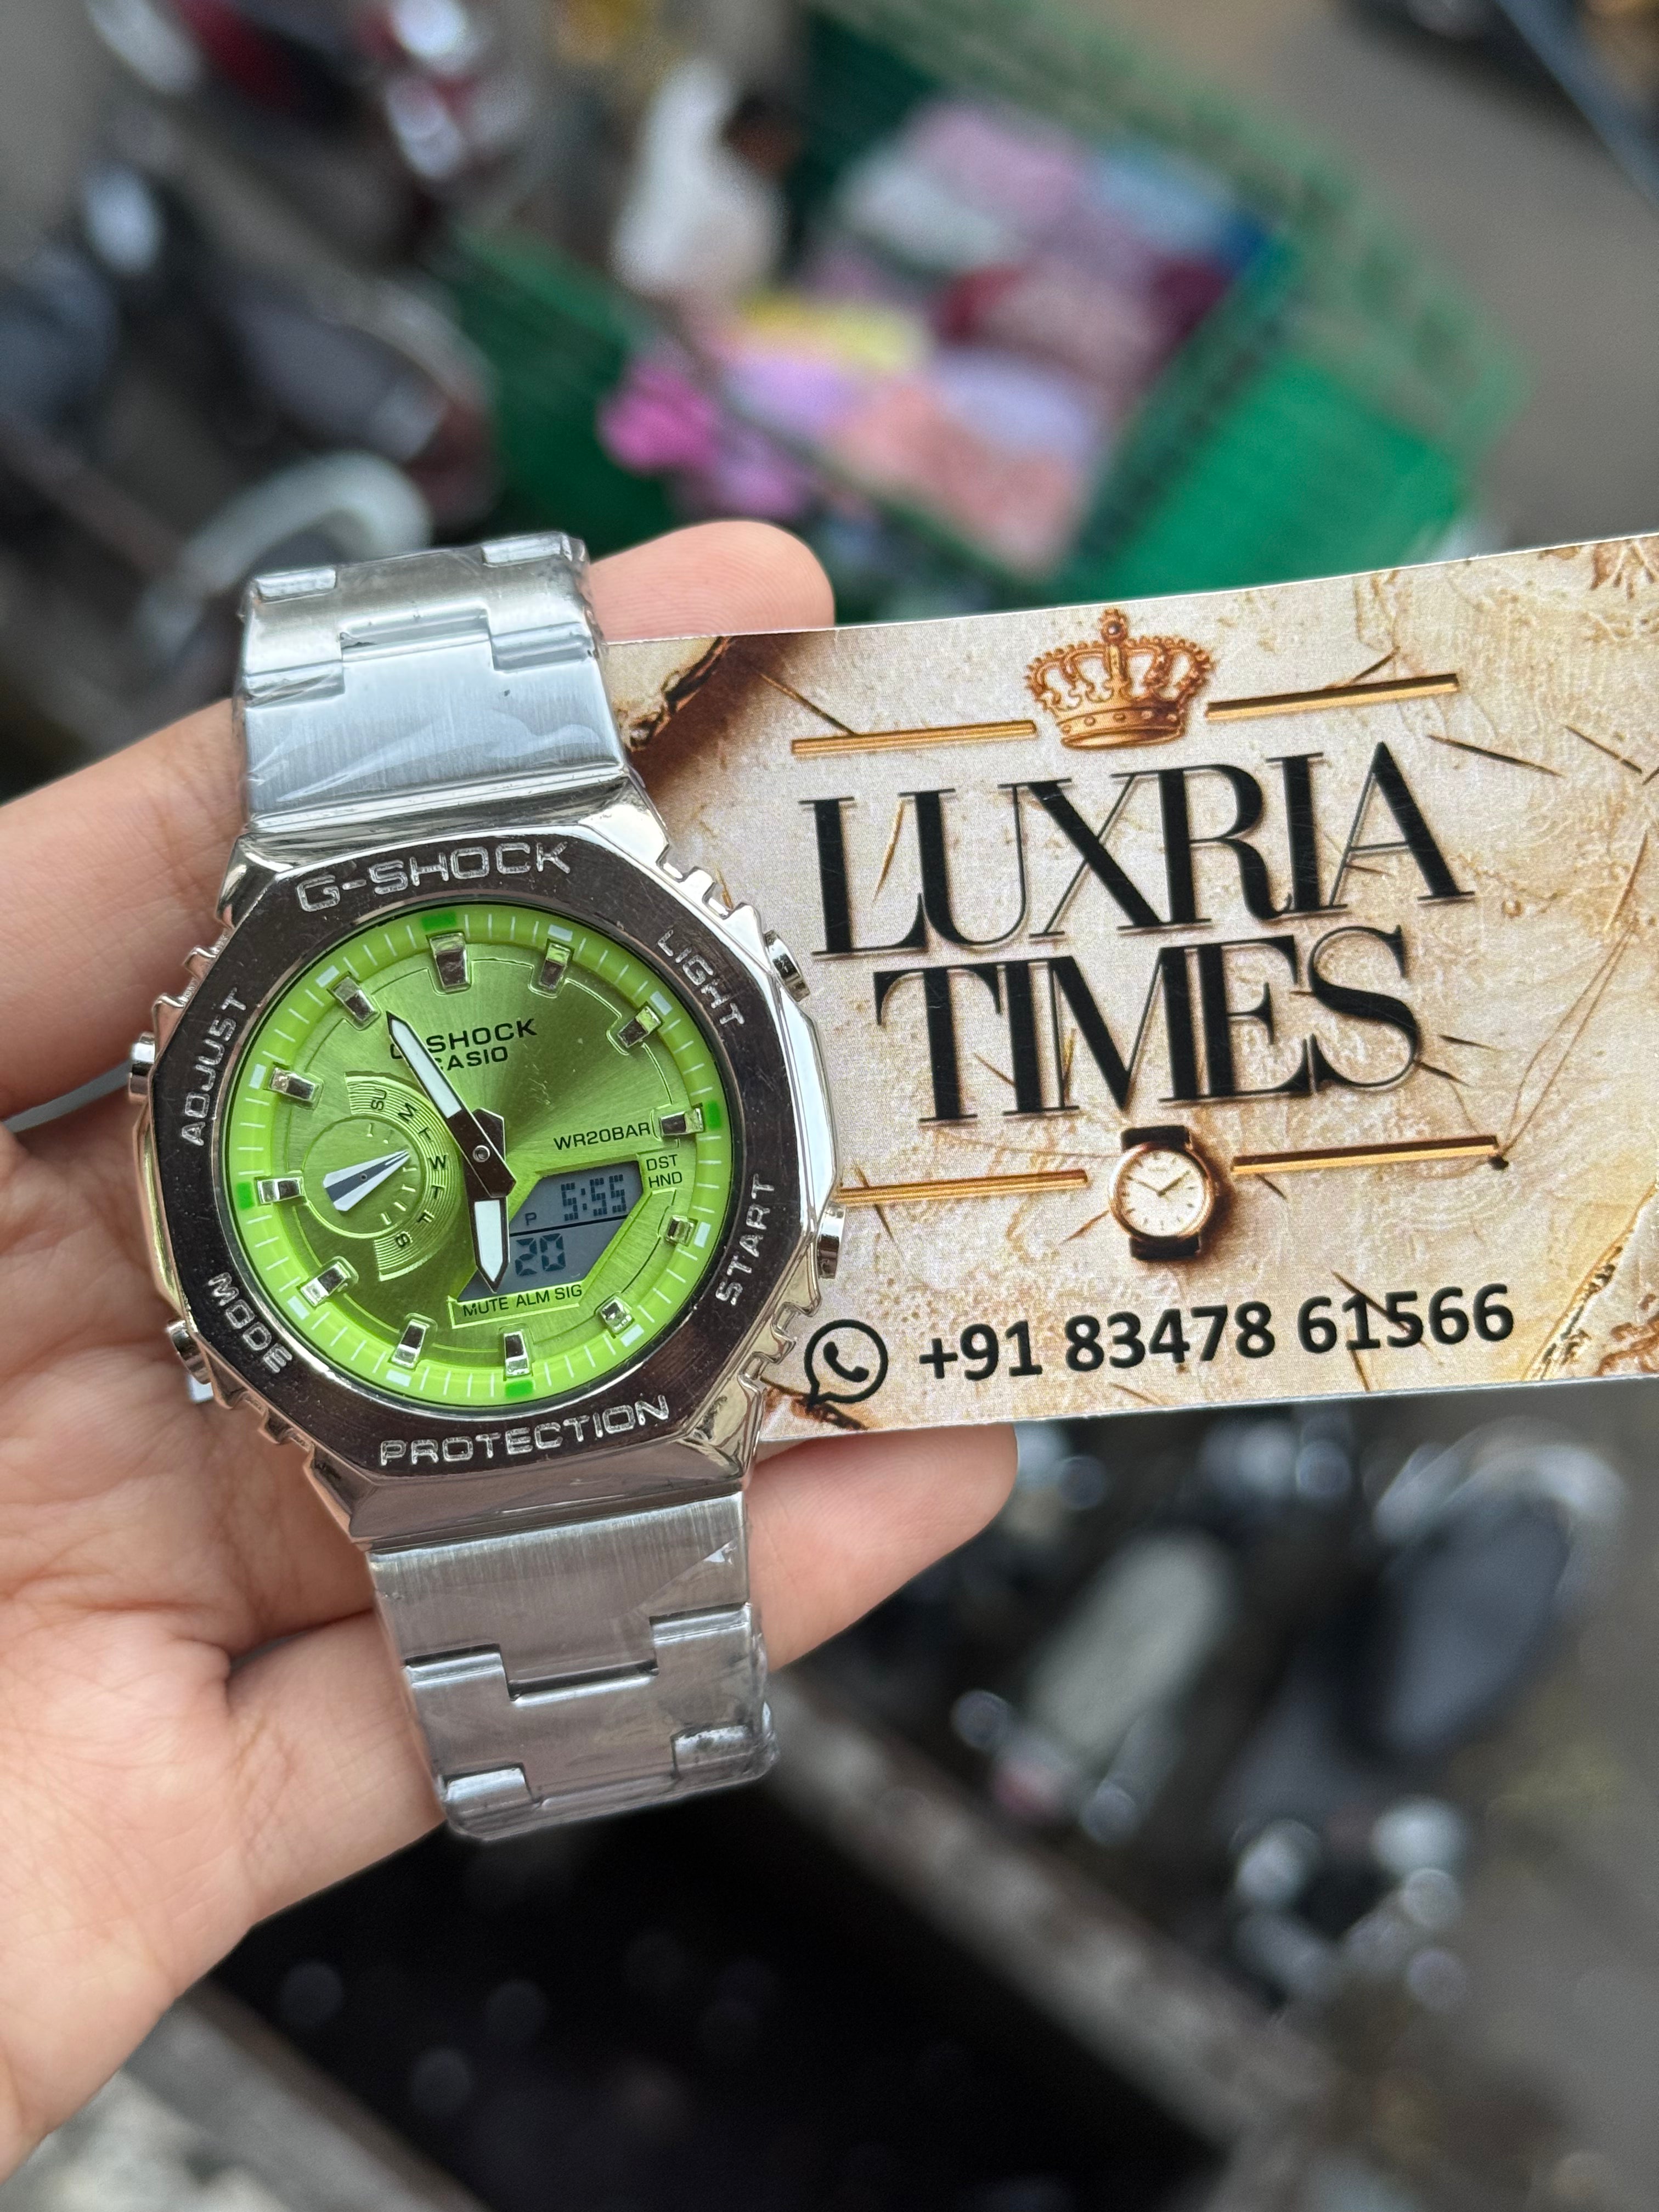 G-SHOCK
LIGHT
ADJUST
SHOCK
CASIO
SU
M
T
W
T
F
S
WR20BAR
DST
HND
P 5:55
20
MUTE ALM SIG
START
MODE
PROTECTION
LUXRIA
TIMES
+91 83478 61566